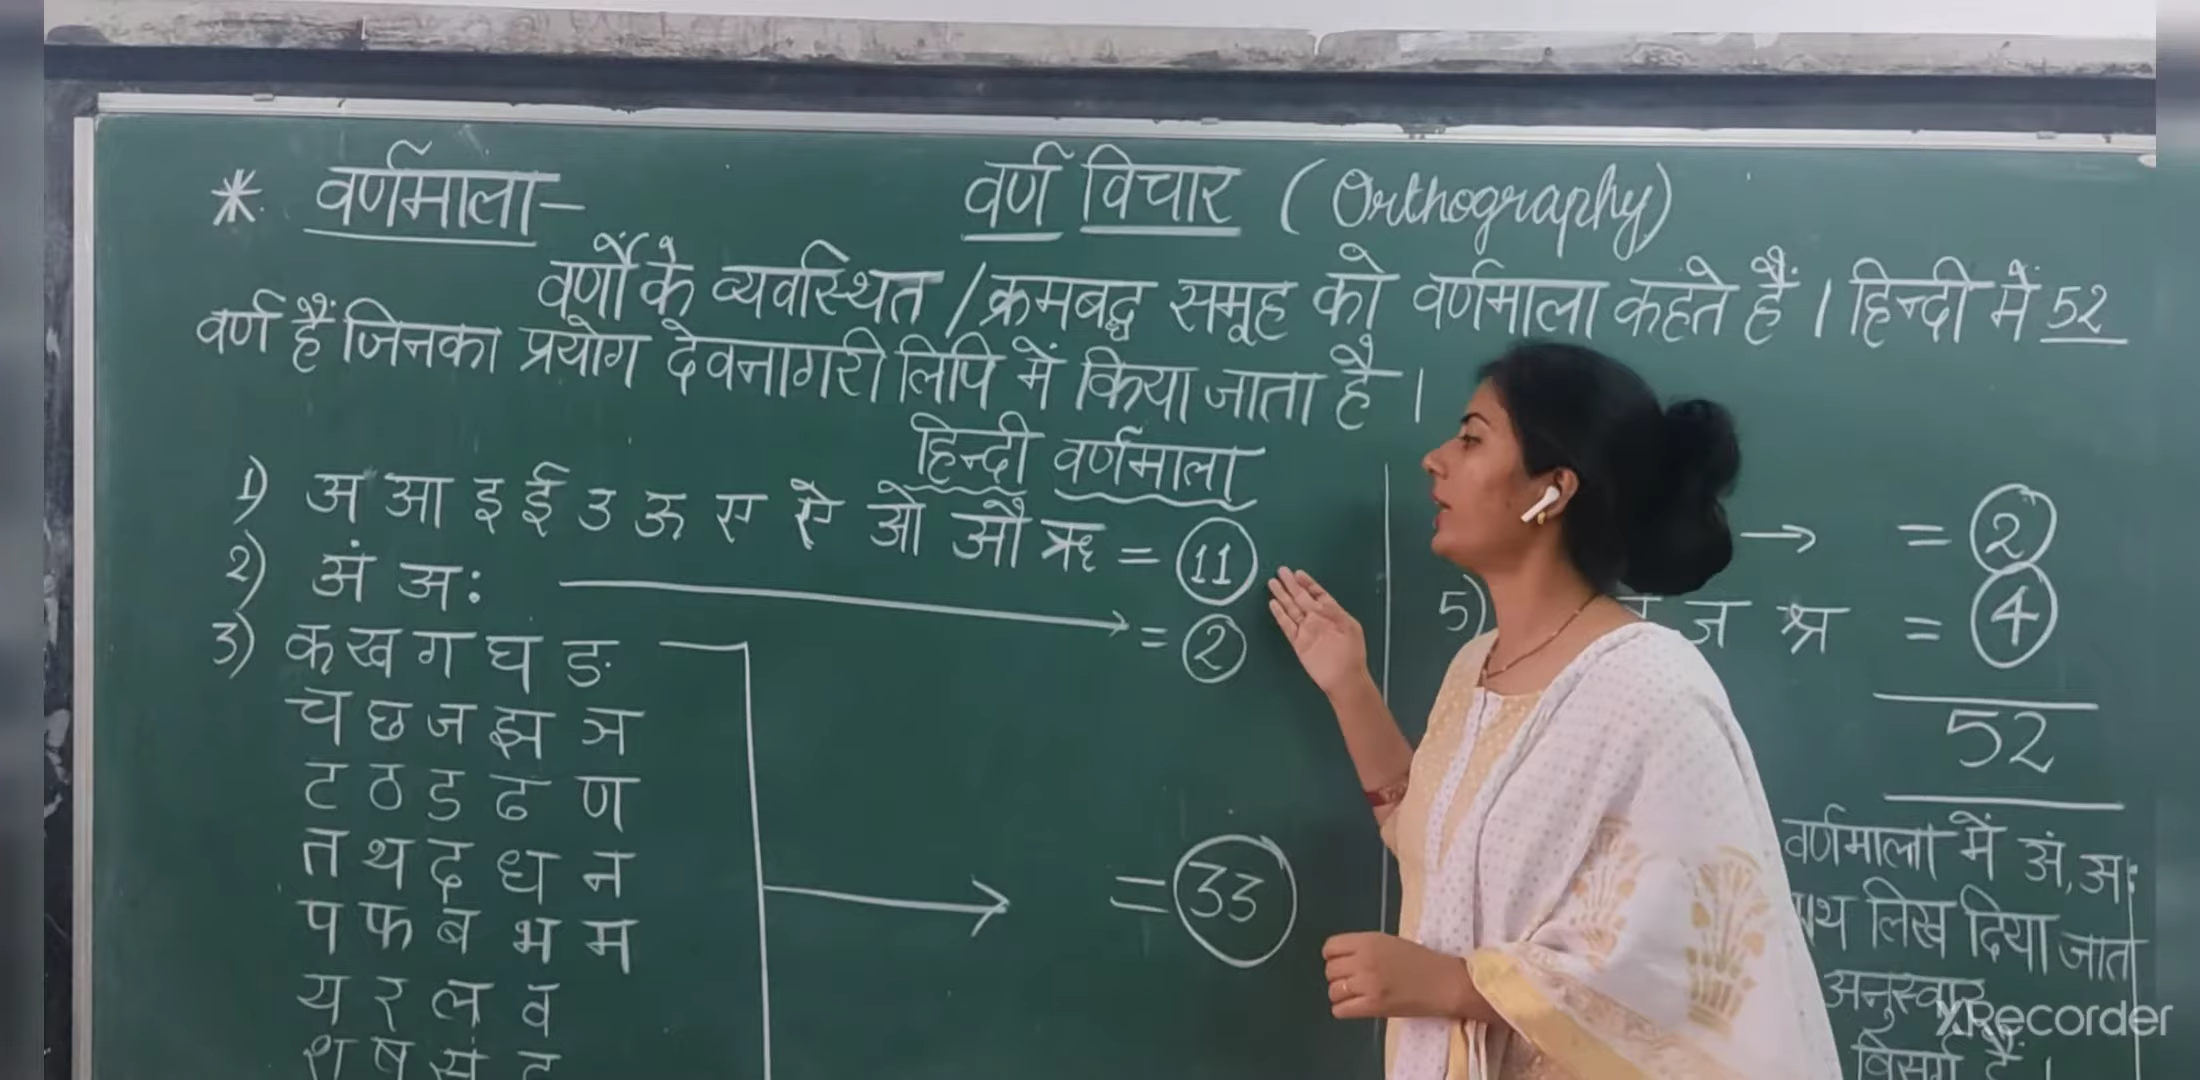 * वर्णमाला-
वर्ण विचार (Orthography)
वर्णों के व्यवस्थित / क्रमबद्ध समूह को वर्णमाला कहते हैं । हिन्दी में 52
वर्ण हैं जिनका प्रयोग देवनागरी लिपि में किया जाता है ।
हिन्दी वर्णमाला
1) अ आ इ ई उ ऊ ए ऐ ओ औ ऋ = 11
2) अं अः → = 2
3) क ख ग घ ङ
च छ ज झ ञ
ट ठ ड ढ ण
त थ द ध न
प फ ब भ म
य र ल व
श ष स ह
→ = 33
→ = 2
5) ज्ञ श्र = 4
52
वर्णमाला में अं, अः
लिख दिया जात
अनुस्वार
विसर्ग हैं ।
XRecorder